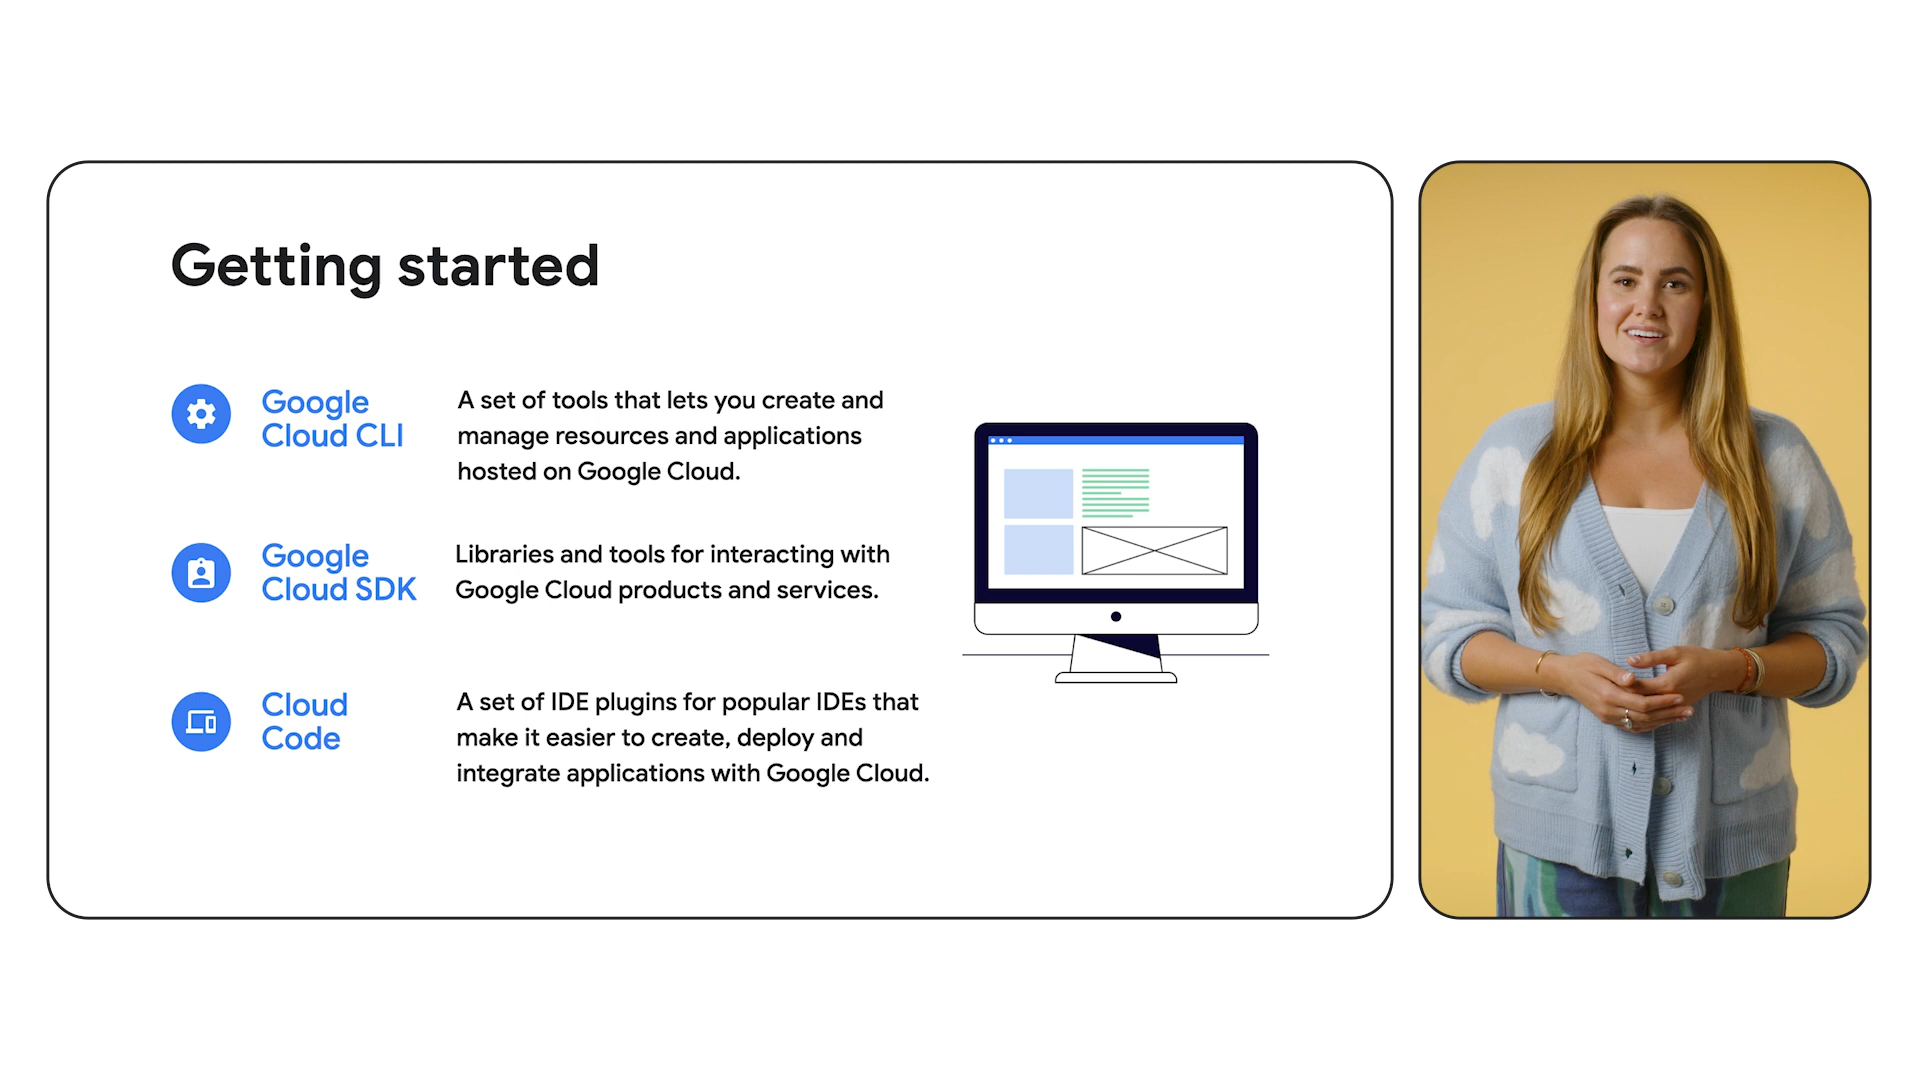 Getting started
Google
Cloud CLI
A set of tools that lets you create and
manage resources and applications
hosted on Google Cloud.
Google
Cloud SDK
Libraries and tools for interacting with
Google Cloud products and services.
Cloud
Code
A set of IDE plugins for popular IDEs that
make it easier to create, deploy and
integrate applications with Google Cloud.